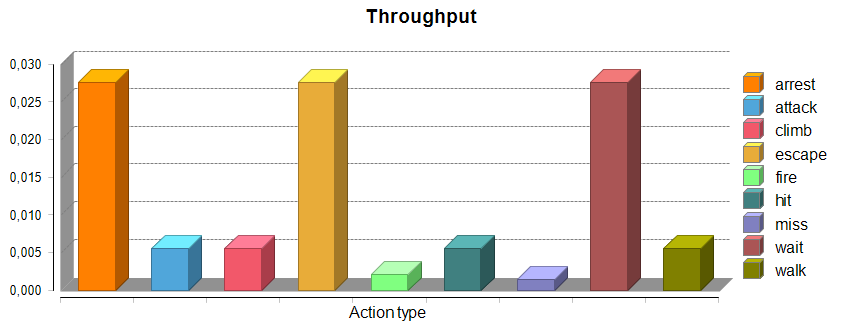 Throughput
0,030
0,025
0,020
0,015
0,010
0,005
0,000
Action type
arrest
attack
climb
escape
fire
hit
miss
wait
walk